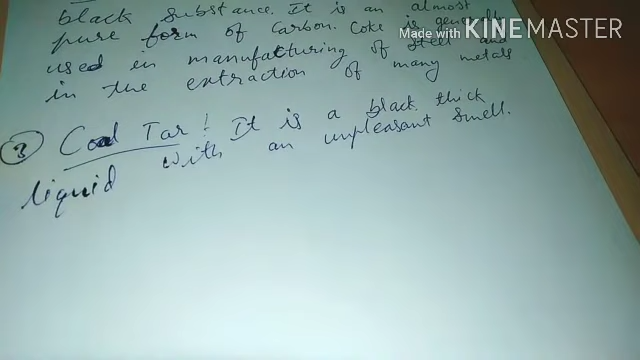 black substance. It is an almost
pure form of Carbon. Coke is generally
used in manufacturing of steel and
in the extraction of many metals
Made with KINEMASTER
② Coal Tar! It is a black thick
liquid with an unpleasant smell.